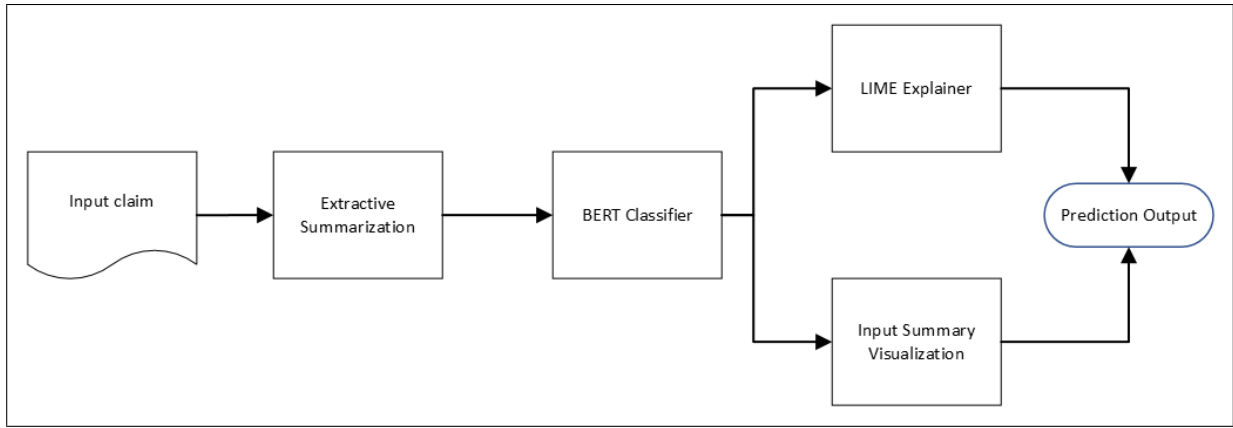 Input claim
Extractive
Summarization
BERT Classifier
LIME Explainer
Input Summary
Visualization
Prediction Output